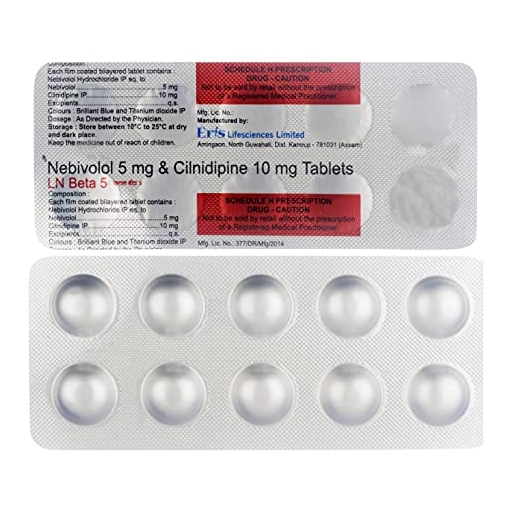 Composition :
Each film coated bilayered tablet contains :
Nebivolol Hydrochloride IP eq. to
Nebivolol..........................5 mg
Clinidipine IP..........................10 mg
Excipients..........................q.s.
Colours : Brilliant Blue and Titanium dioxide IP
Dosage : As Directed by the Physician.
Storage : Store between 10°C to 25°C at dry
and dark place.
Keep the medicine out of reach of children.
SCHEDULE H PRESCRIPTION
DRUG - CAUTION
Not to be sold by retail without the prescription
of a Registered Medical Practitioner.
Mfg. Lic. No.:
Manufactured by:
Eris Lifesciences Limited
Amingaon, North Guwahati, Dist. Kamrup - 781031 (Assam)
Nebivolol 5 mg & Cilnidipine 10 mg Tablets
LN Beta 5
Composition :
Each film coated bilayered tablet contains :
Nebivolol Hydrochloride IP eq. to
Nebivolol..........................5 mg
Clinidipine IP..........................10 mg
Excipients..........................q.s.
Colours : Brilliant Blue and Titanium dioxide IP
SCHEDULE H PRESCRIPTION
DRUG - CAUTION
Not to be sold by retail without the prescription
of a Registered Medical Practitioner.
Mfg. Lic. No.: 377/DR/Mfg/2014